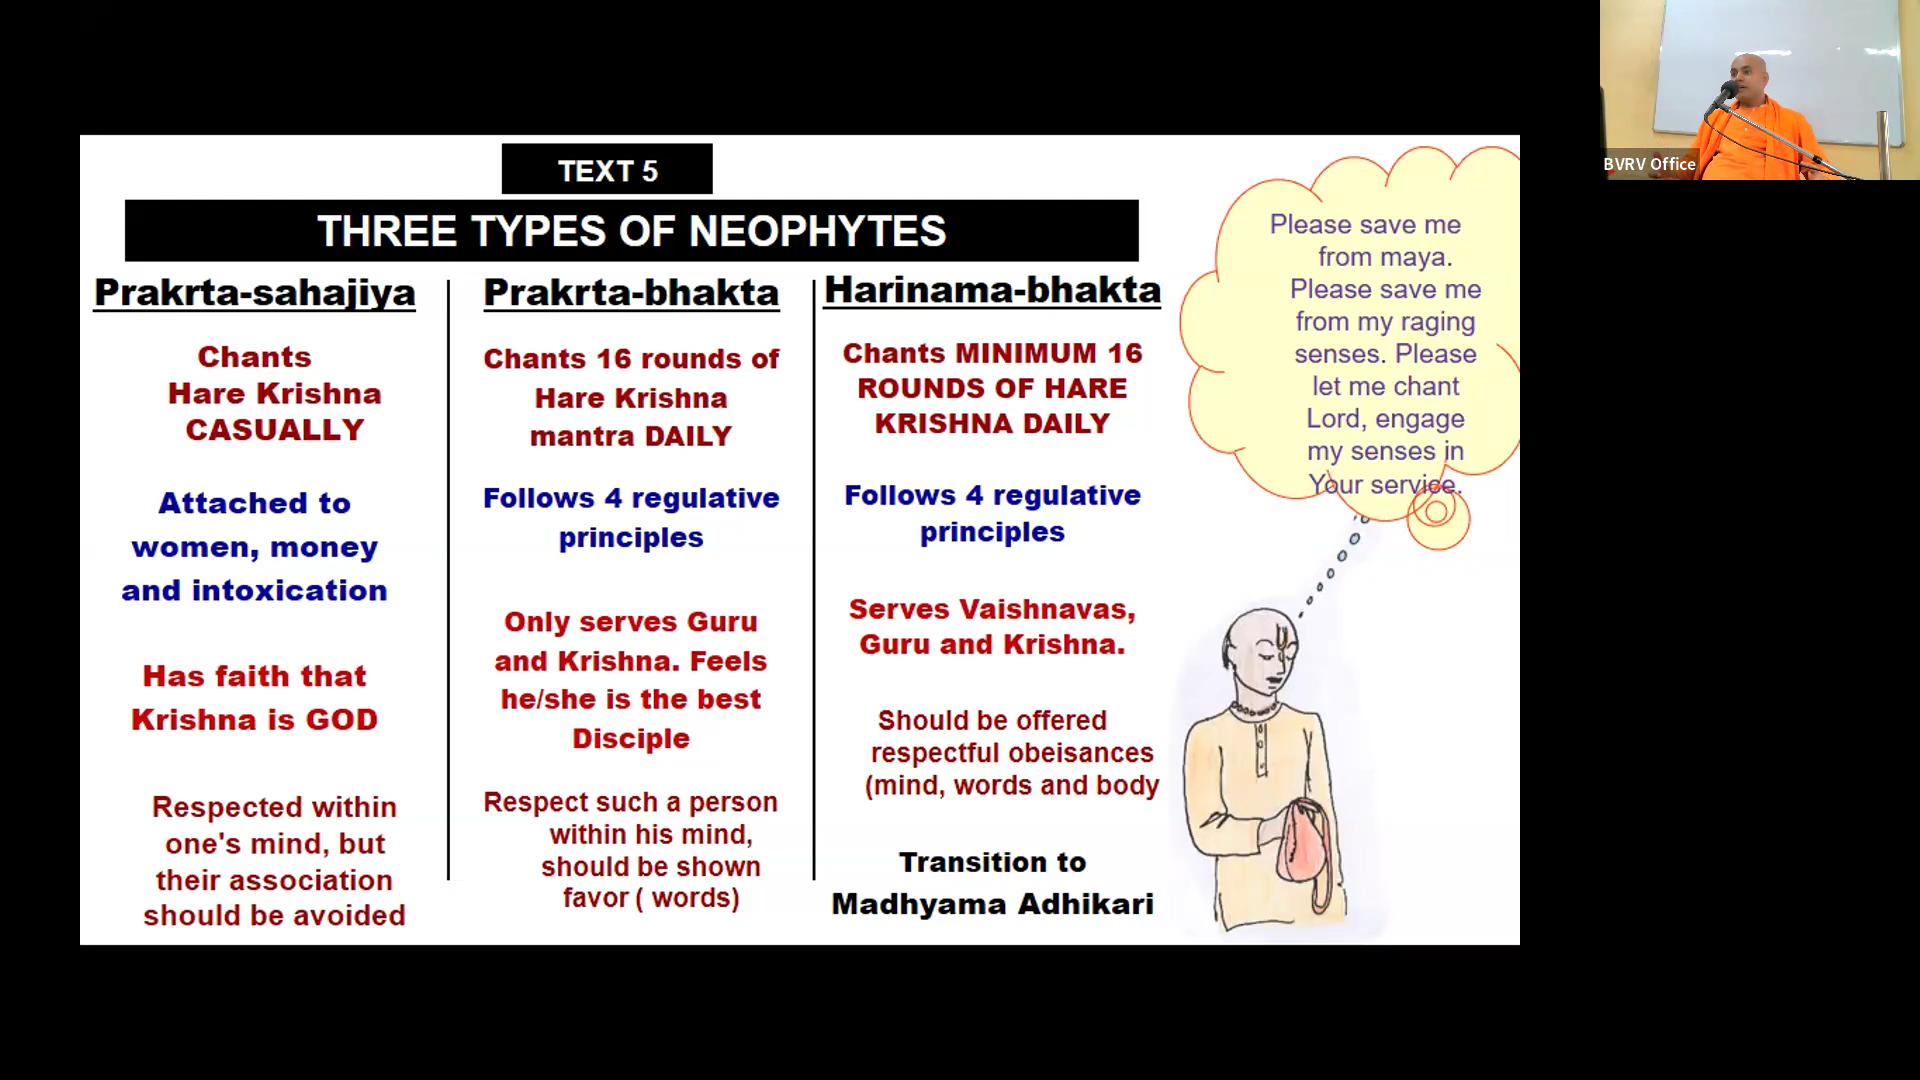 TEXT 5
THREE TYPES OF NEOPHYTES
Prakrta-sahajiya
Chants
Hare Krishna
CASUALLY
Attached to
women, money
and intoxication
Has faith that
Krishna is GOD
Respected within
one's mind, but
their association
should be avoided
Prakrta-bhakta
Chants 16 rounds of
Hare Krishna
mantra DAILY
Follows 4 regulative
principles
Only serves Guru
and Krishna. Feels
he/she is the best
Disciple
Respect such a person
within his mind,
should be shown
favor ( words)
Harinama-bhakta
Chants MINIMUM 16
ROUNDS OF HARE
KRISHNA DAILY
Follows 4 regulative
principles
Serves Vaishnavas,
Guru and Krishna.
Should be offered
respectful obeisances
(mind, words and body
Transition to
Madhyama Adhikari
Please save me
from maya.
Please save me
from my raging
senses. Please
let me chant
Lord, engage
my senses in
Your service.
BVRV Office